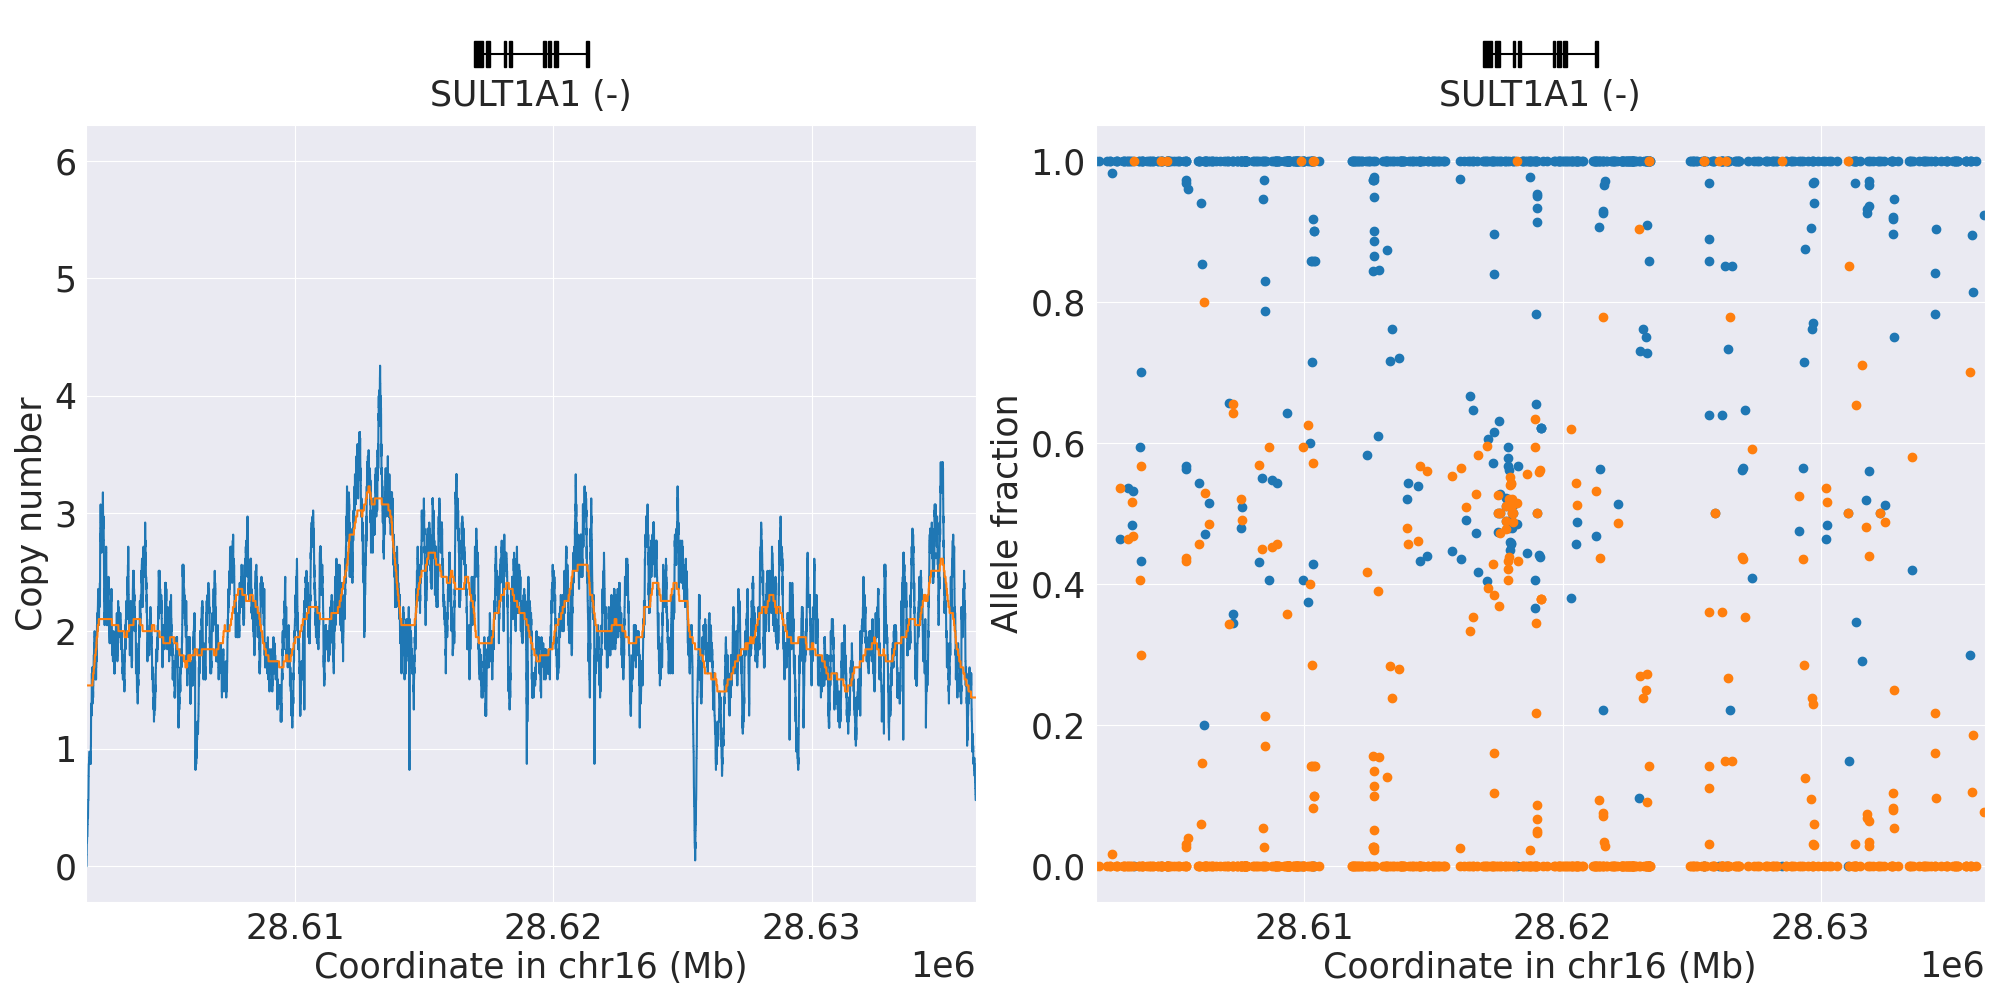 SULT1A1 (-)
6
5
4
3
2
1
0
Copy number
28.61
28.62
28.63
Coordinate in chr16 (Mb)
1e6
SULT1A1 (-)
1.0
0.8
0.6
0.4
0.2
0.0
Allele fraction
28.61
28.62
28.63
Coordinate in chr16 (Mb)
1e6